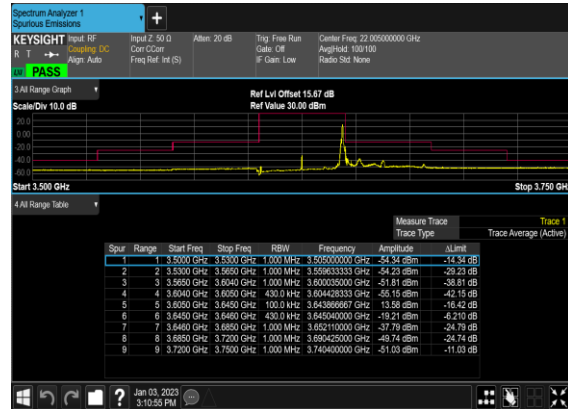 Spectrum Analyzer 1
Spurious Emissions
+
KEYSIGHT Input: RF Input Z: 50 Ω Atten: 20 dB Trig: Free Run Center Freq: 22.005000000 GHz
R T Coupling: DC Corr CCorr Gate: Off Avg|Hold: 100/100
Align: Auto Freq Ref: Int (S) IF Gain: Low Radio Std: None
LXI PASS
3 All Range Graph
Ref Lvl Offset 15.67 dB
Scale/Div 10.0 dB Ref Value 30.00 dBm
20.0
0.00
-20.0
-40.0
-60.0
Start 3.500 GHz Stop 3.750 GHz
4 All Range Table
Measure Trace Trace 1
Trace Type Trace Average (Active)
Spur Range Start Freq Stop Freq RBW Frequency Amplitude ΔLimit
1 1 3.5000 GHz 3.5300 GHz 1.000 MHz 3.505000000 GHz -54.34 dBm -14.34 dB
2 2 3.5300 GHz 3.5650 GHz 1.000 MHz 3.559633333 GHz -54.23 dBm -29.23 dB
3 3 3.5650 GHz 3.6040 GHz 1.000 MHz 3.600035000 GHz -51.81 dBm -38.81 dB
4 4 3.6040 GHz 3.6050 GHz 430.0 kHz 3.604428333 GHz -55.15 dBm -42.15 dB
5 5 3.6050 GHz 3.6450 GHz 100.0 kHz 3.643866667 GHz 13.58 dBm -16.42 dB
6 6 3.6450 GHz 3.6460 GHz 430.0 kHz 3.645040000 GHz -19.21 dBm -6.210 dB
7 7 3.6460 GHz 3.6850 GHz 1.000 MHz 3.652110000 GHz -37.79 dBm -24.79 dB
8 8 3.6850 GHz 3.7200 GHz 1.000 MHz 3.690425000 GHz -49.74 dBm -24.74 dB
9 9 3.7200 GHz 3.7500 GHz 1.000 MHz 3.740400000 GHz -51.03 dBm -11.03 dB
? Jan 03, 2023
3:10:55 PM